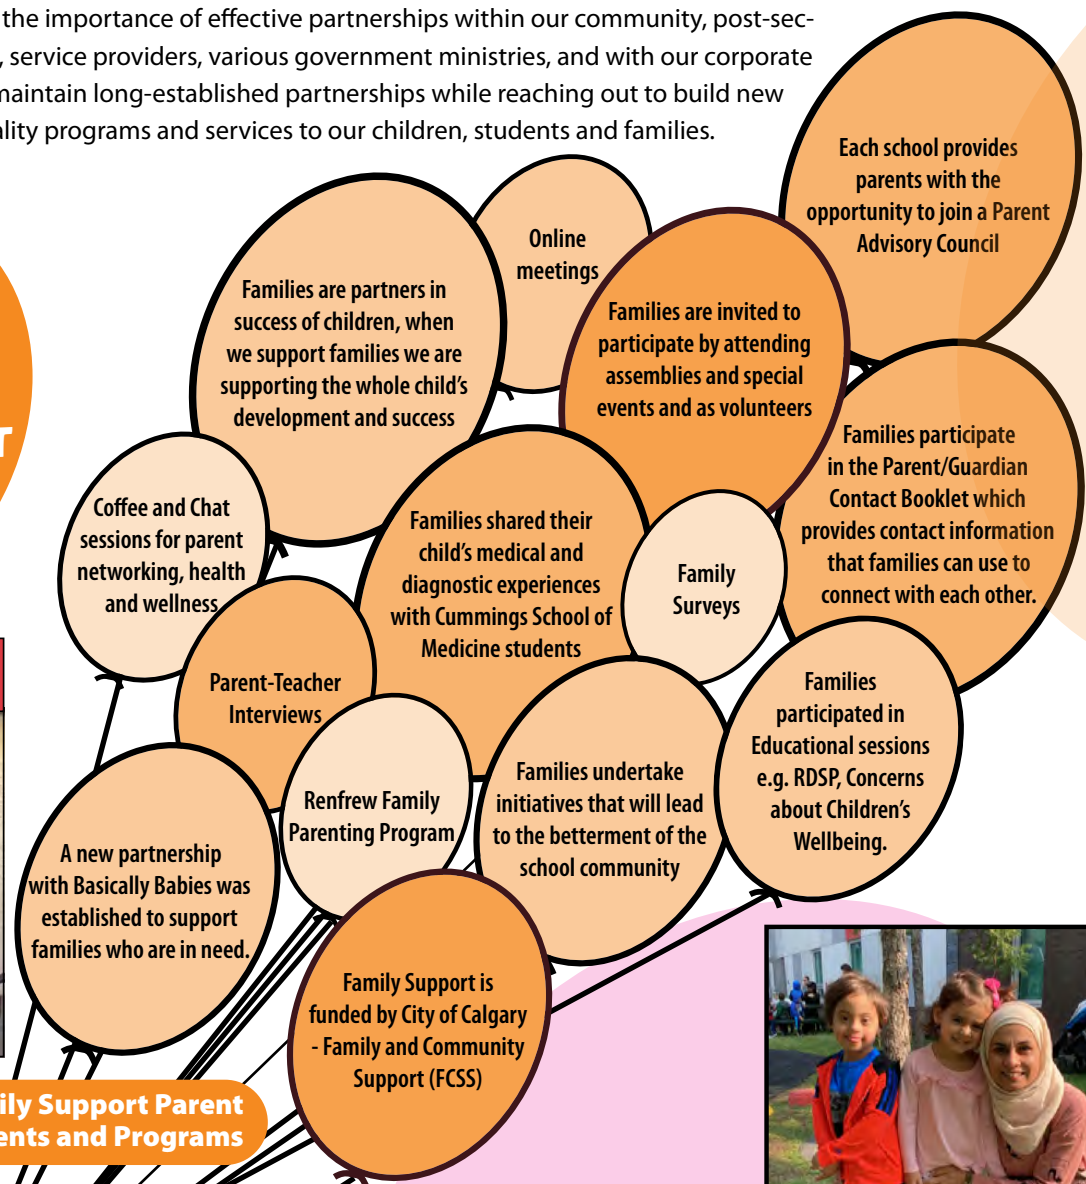 the importance of effective partnerships within our community, post-sec-
, service providers, various government ministries, and with our corporate
maintain long-established partnerships while reaching out to build new
ality programs and services to our children, students and families.
Each school provides
parents with the
opportunity to join a Parent
Advisory Council
Online
meetings
Families are partners in
success of children, when
we support families we are
supporting the whole child's
development and success
Families are invited to
participate by attending
assemblies and special
events and as volunteers
T
Families participate
in the Parent/Guardian
Contact Booklet which
provides contact information
that families can use to
connect with each other.
Coffee and Chat
sessions for parent
networking, health
and wellness
Families shared their
child's medical and
diagnostic experiences
with Cummings School of
Medicine students
Family
Surveys
Parent-Teacher
Interviews
Families
participated in
Educational sessions
e.g. RDSP, Concerns
about Children's
Wellbeing.
Renfrew Family
Parenting Program
Families undertake
initiatives that will lead
to the betterment of the
school community
A new partnership
with Basically Babies was
established to support
families who are in need.
Family Support is
funded by City of Calgary
- Family and Community
Support (FCSS)
ily Support Parent
ents and Programs